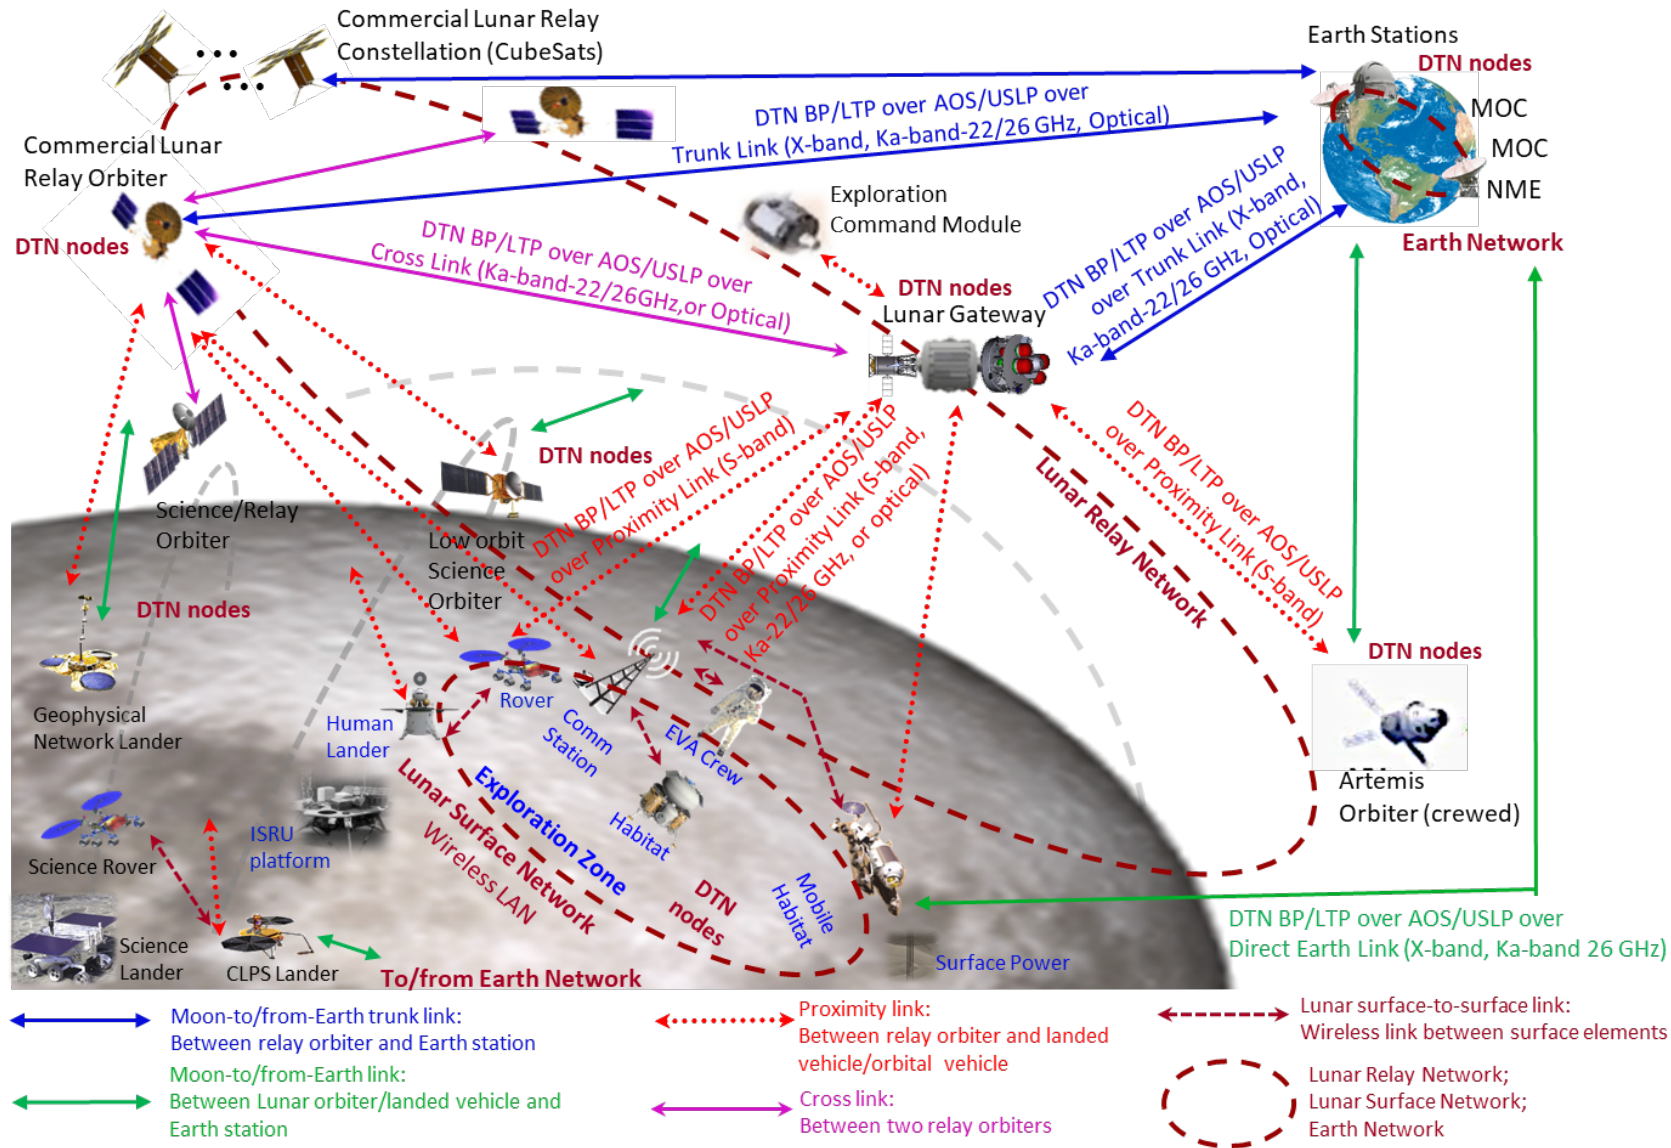 Commercial Lunar Relay
Constellation (CubeSats)
Earth Stations
DTN nodes
MOC
MOC
NME
Earth Network
DTN BP/LTP over AOS/USLP over
Trunk Link (X-band, Ka-band-22/26 GHz, Optical)
Commercial Lunar
Relay Orbiter
DTN nodes
Exploration
Command Module
DTN BP/LTP over AOS/USLP over
Cross Link (Ka-band-22/26GHz,or Optical)
DTN BP/LTP over AOS/USLP
over Trunk Link (X-band,
Ka-band-22/26 GHz, Optical)
DTN nodes
Lunar Gateway
DTN BP/LTP over AOS/USLP
over Proximity Link (S-band)
DTN BP/LTP over AOS/USLP
over Proximity Link (S-band,
Ka-22/26 GHz, or optical)
DTN BP/LTP over AOS/USLP
over Proximity Link (S-band)
Lunar Relay Network
DTN nodes
Science/Relay
Orbiter
Low orbit
Science
Orbiter
DTN nodes
DTN nodes
Geophysical
Network Lander
Human
Lander
Rover
Comm
Station
EVA Crew
Habitat
Artemis
Orbiter (crewed)
Exploration Zone
Lunar Surface Network
Wireless LAN
DTN
nodes
Mobile
Habitat
ISRU
platform
Science Rover
Science
Lander
CLPS Lander
To/from Earth Network
Surface Power
DTN BP/LTP over AOS/USLP over
Direct Earth Link (X-band, Ka-band 26 GHz)
Moon-to/from-Earth trunk link:
Between relay orbiter and Earth station
Moon-to/from-Earth link:
Between Lunar orbiter/landed vehicle and
Earth station
Proximity link:
Between relay orbiter and landed
vehicle/orbital vehicle
Cross link:
Between two relay orbiters
Lunar surface-to-surface link:
Wireless link between surface elements
Lunar Relay Network;
Lunar Surface Network;
Earth Network